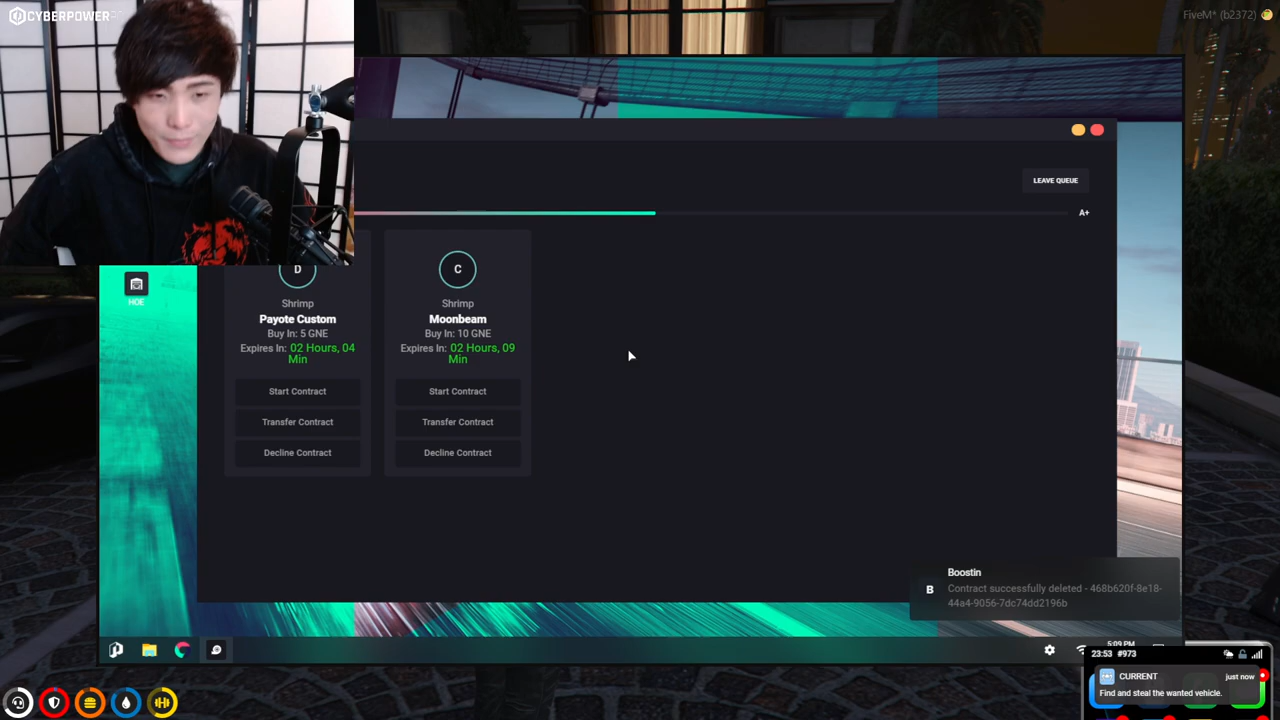 CYBERPOWER
FiveM* (b2372)
LEAVE QUEUE
A+
D
Shrimp
Payote Custom
Buy In: 5 GNE
Expires In: 02 Hours, 04
Min
Start Contract
Transfer Contract
Decline Contract
C
Shrimp
Moonbeam
Buy In: 10 GNE
Expires In: 02 Hours, 09
Min
Start Contract
Transfer Contract
Decline Contract
HOE
B
Boostin
Contract successfully deleted - 468b620f-8e18-
44a4-9056-7dc74dd2196b
5:09 PM
23:53 #973
CURRENT
just now
Find and steal the wanted vehicle.